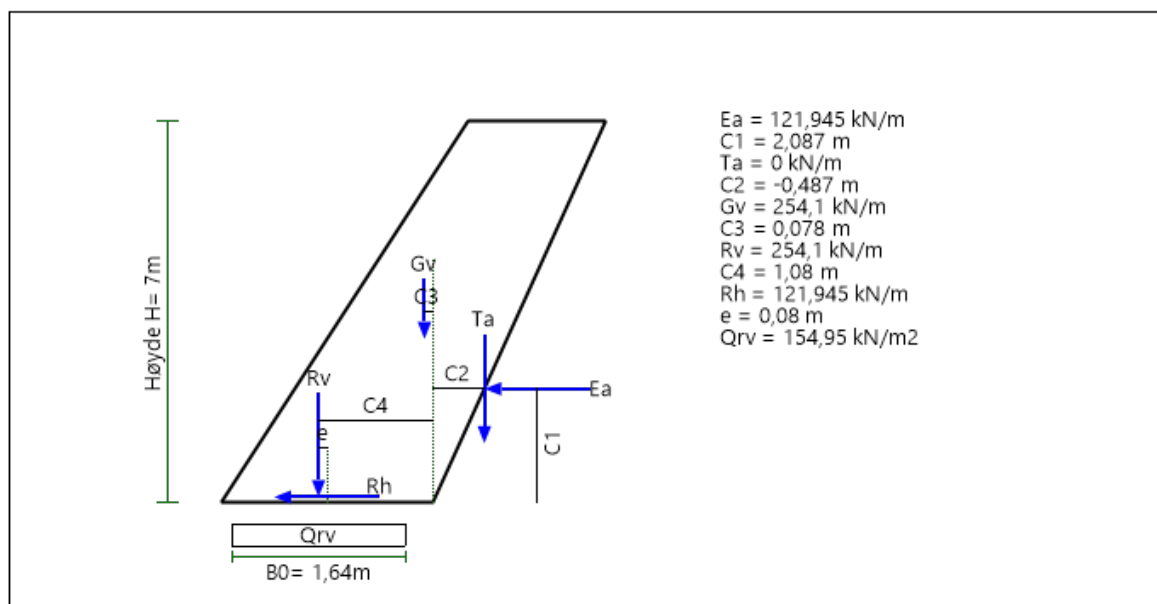 Ea = 121,945 kN/m
C1 = 2,087 m
Ta = 0 kN/m
C2 = -0,487 m
Gv = 254,1 kN/m
C3 = 0,078 m
Rv = 254,1 kN/m
C4 = 1,08 m
Rh = 121,945 kN/m
e = 0,08 m
Qrv = 154,95 kN/m2
Høyde H= 7m
Gv
C3
Ta
C2
Rv
Ea
C4
e
C1
Rh
Qrv
B0= 1,64m